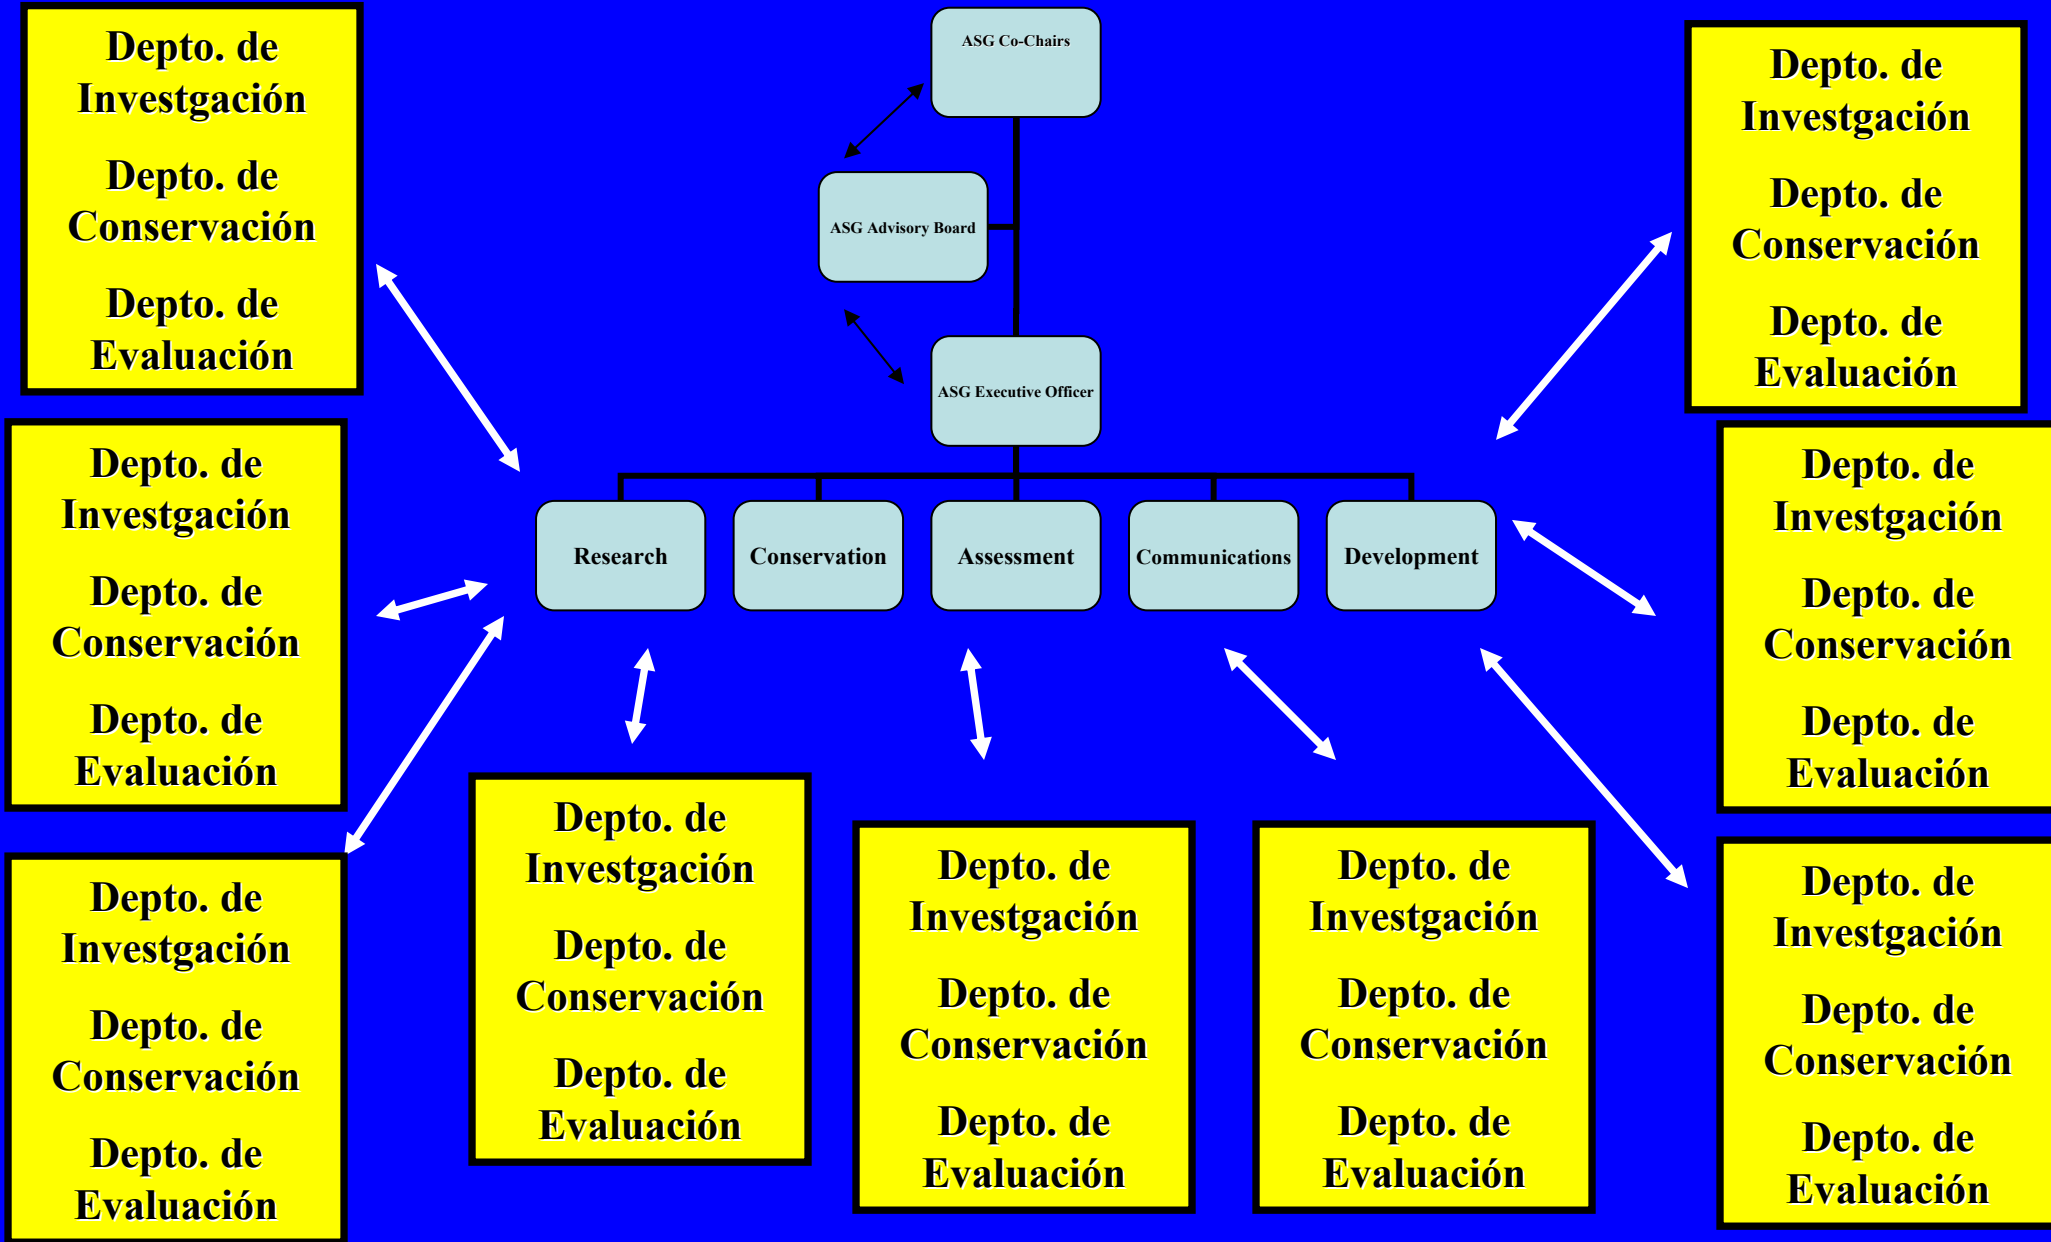 Depto. de
Investgación
Depto. de
Conservación
Depto. de
Evaluación
ASG Co-Chairs
ASG Advisory Board
ASG Executive Officer
Depto. de
Investgación
Depto. de
Conservación
Depto. de
Evaluación
Depto. de
Investgación
Depto. de
Conservación
Depto. de
Evaluación
Research
Conservation
Assessment
Communications
Development
Depto. de
Investgación
Depto. de
Conservación
Depto. de
Evaluación
Depto. de
Investgación
Depto. de
Conservación
Depto. de
Evaluación
Depto. de
Investgación
Depto. de
Conservación
Depto. de
Evaluación
Depto. de
Investgación
Depto. de
Conservación
Depto. de
Evaluación
Depto. de
Investgación
Depto. de
Conservación
Depto. de
Evaluación
Depto. de
Investgación
Depto. de
Conservación
Depto. de
Evaluación